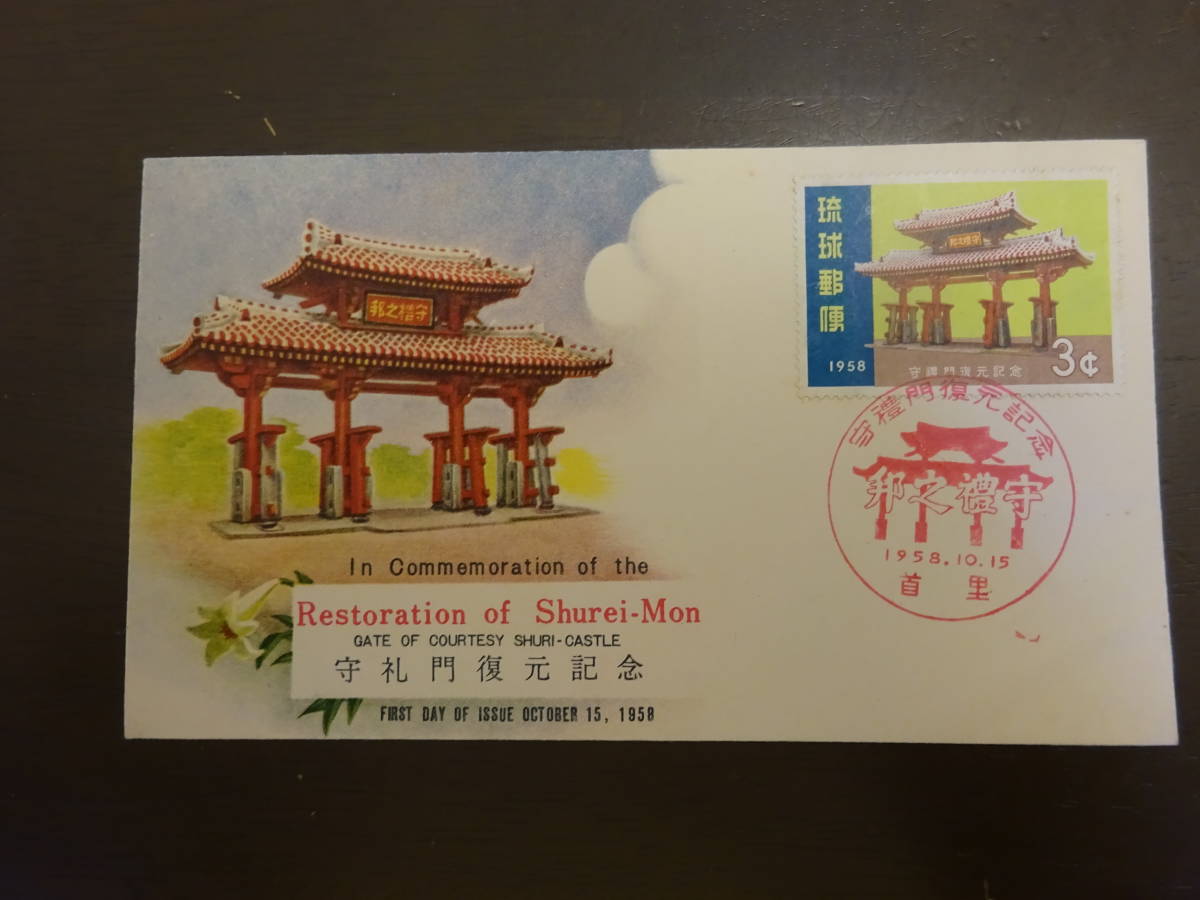 守禮之邦
In Commemoration of the
Restoration of Shurei-Mon
GATE OF COURTESY SHURI-CASTLE
守礼門復元記念
FIRST DAY OF ISSUE OCTOBER 15, 1958
琉球郵便
1958
守禮之邦
守禮門復元記念
3¢
守禮門復元記念
守禮之邦
1958.10.15
首里